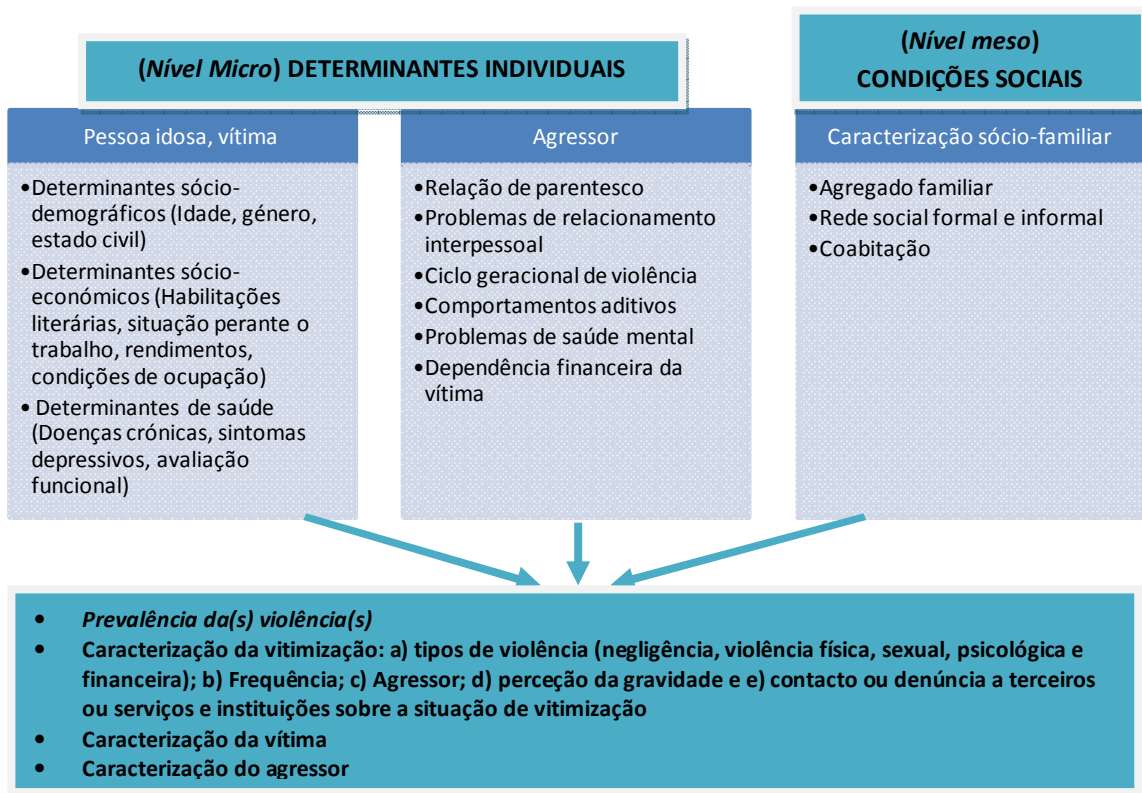 (Nível Micro) DETERMINANTES INDIVIDUAIS
(Nível meso)
CONDIÇÕES SOCIAIS
Pessoa idosa, vítima
•Determinantes sócio-
demográficos (Idade, género,
estado civil)
•Determinantes sócio-
económicos (Habilitações
literárias, situação perante o
trabalho, rendimentos,
condições de ocupação)
• Determinantes de saúde
(Doenças crónicas, sintomas
depressivos, avaliação
funcional)
Agressor
•Relação de parentesco
•Problemas de relacionamento
interpessoal
•Ciclo geracional de violência
•Comportamentos aditivos
•Problemas de saúde mental
•Dependência financeira da
vítima
Caracterização sócio-familiar
•Agregado familiar
•Rede social formal e informal
•Coabitação
• Prevalência da(s) violência(s)
• Caracterização da vitimização: a) tipos de violência (negligência, violência física, sexual, psicológica e
financeira); b) Frequência; c) Agressor; d) perceção da gravidade e e) contacto ou denúncia a terceiros
ou serviços e instituições sobre a situação de vitimização
• Caracterização da vítima
• Caracterização do agressor